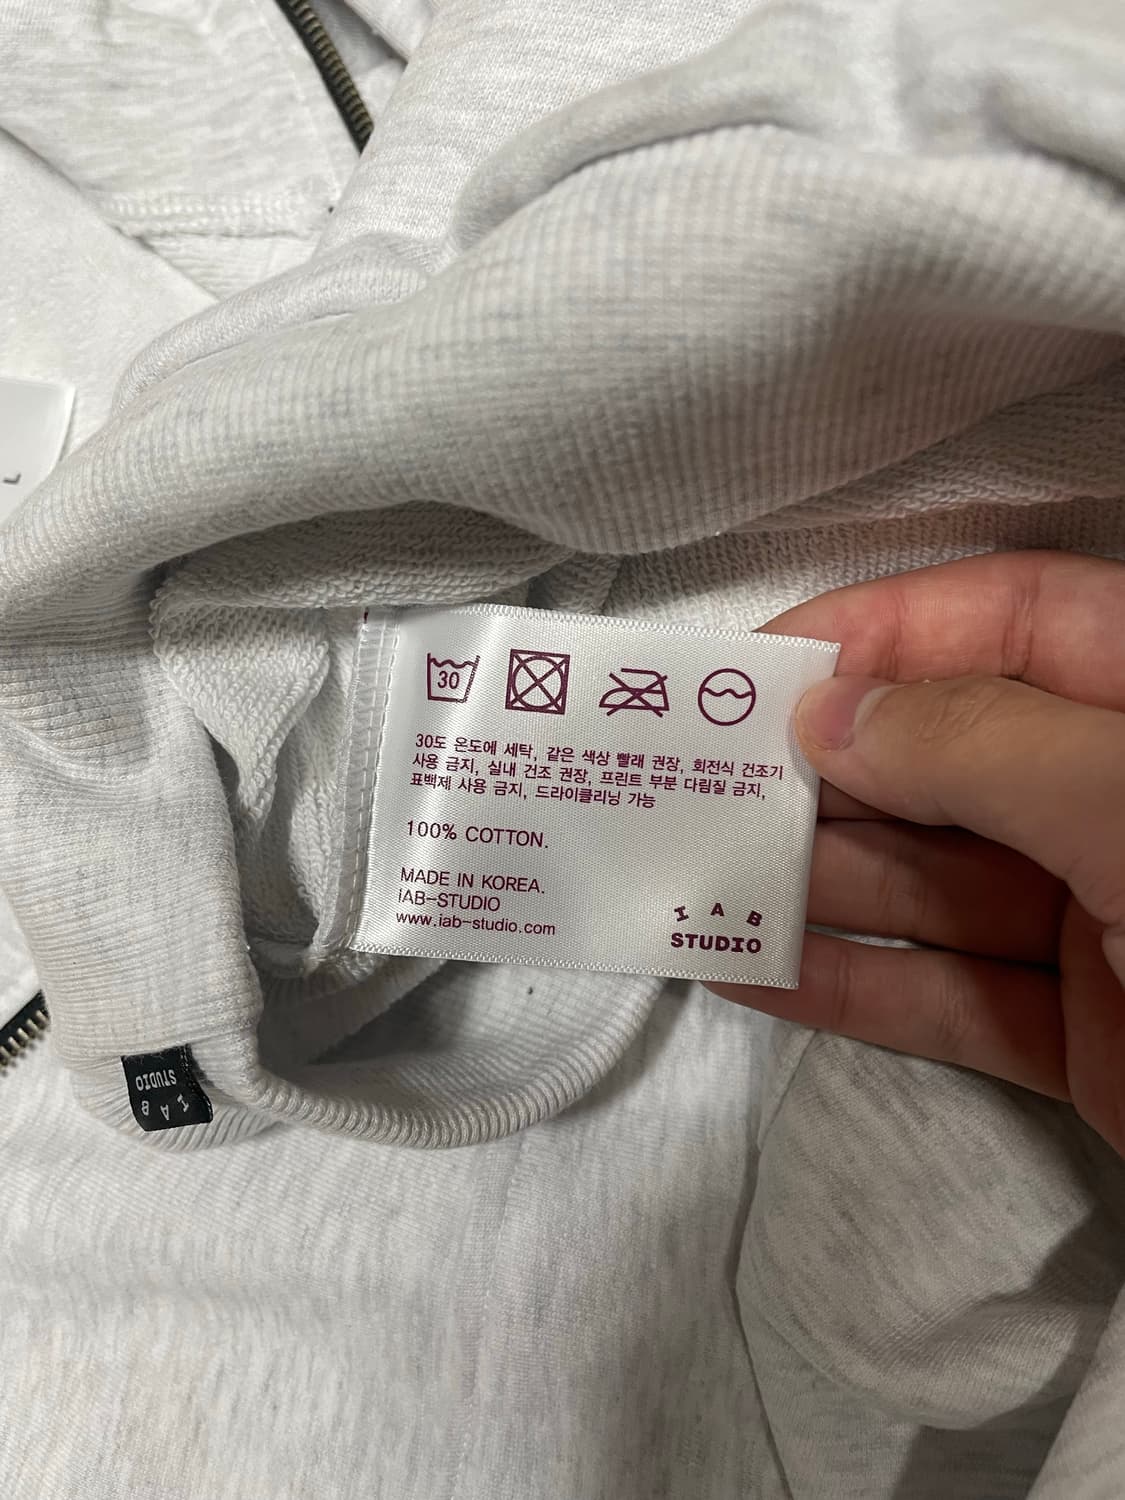 30
30도 온도에 세탁, 같은 색상 빨래 권장, 회전식 건조기
사용 금지, 실내 건조 권장, 프린트 부분 다림질 금지,
표백제 사용 금지, 드라이클리닝 가능
100% COTTON.
MADE IN KOREA.
iAB-STUDIO
www.iab-studio.com
I A B
STUDIO
I A B
STUDIO
L